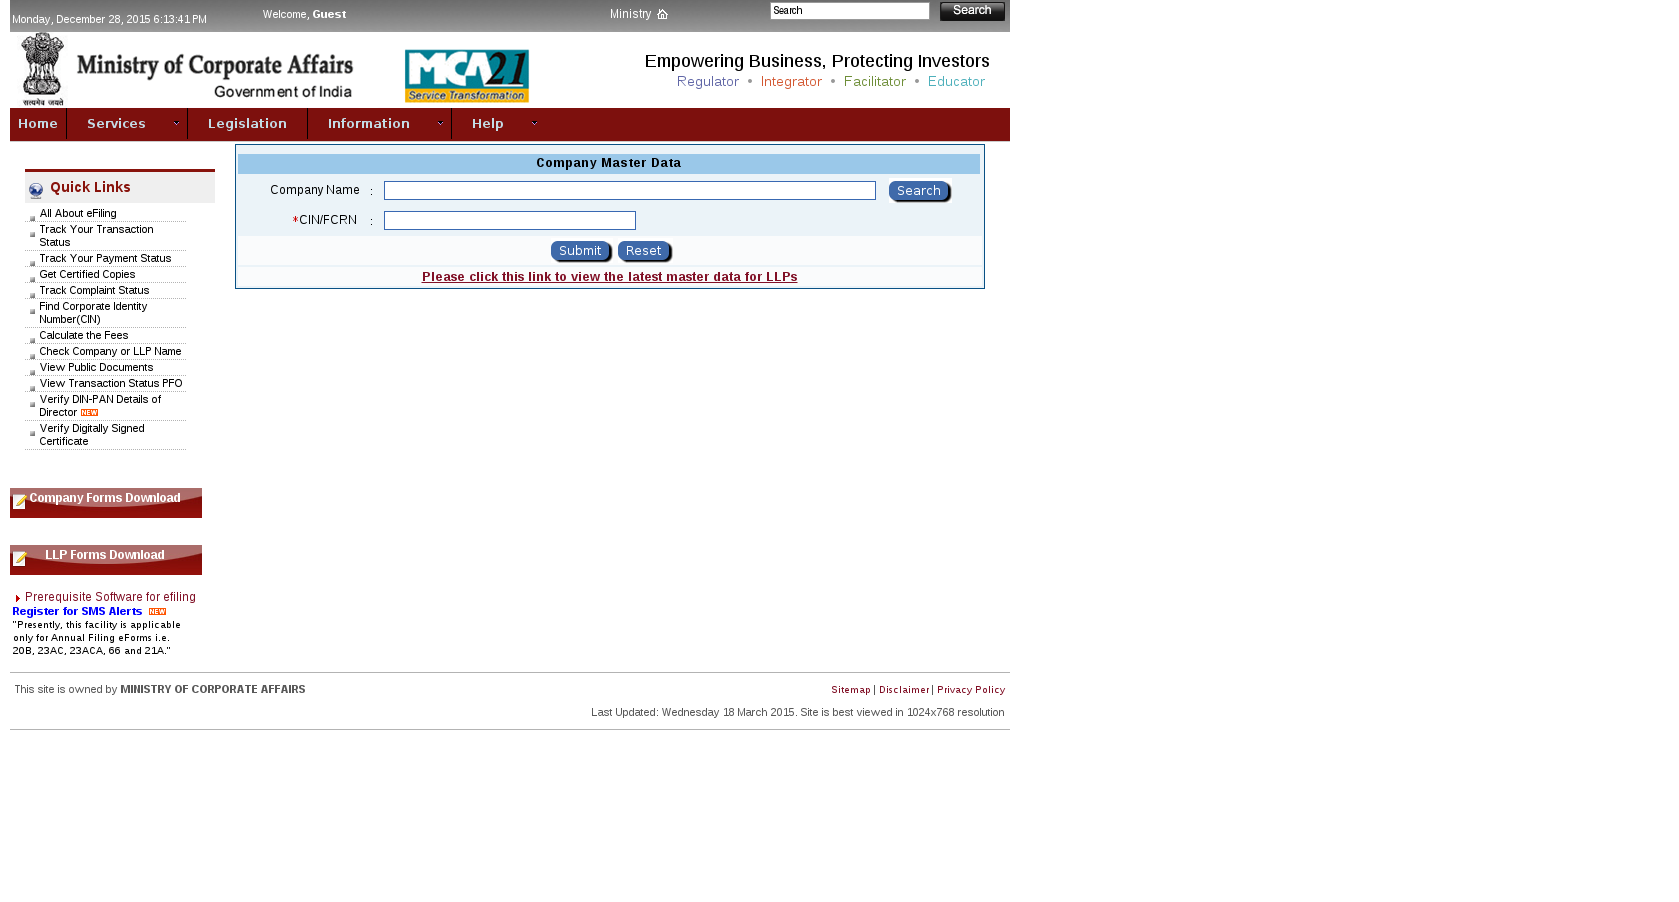 Monday, December 28, 2015 6:13:41 PM
Welcome, Guest
Ministry
Search
Search
सत्यमेव जयते
Ministry of Corporate Affairs
Government of India
MCA21
Service Transformation
Empowering Business, Protecting Investors
Regulator • Integrator • Facilitator • Educator
Home
Services
Legislation
Information
Help
Quick Links
All About eFiling
Track Your Transaction
Status
Track Your Payment Status
Get Certified Copies
Track Complaint Status
Find Corporate Identity
Number(CIN)
Calculate the Fees
Check Company or LLP Name
View Public Documents
View Transaction Status PFO
Verify DIN-PAN Details of
Director NEW
Verify Digitally Signed
Certificate
Company Forms Download
LLP Forms Download
Prerequisite Software for efiling
Register for SMS Alerts NEW
"Presently, this facility is applicable
only for Annual Filing eForms i.e.
20B, 23AC, 23ACA, 66 and 21A."
Company Master Data
Company Name :
Search
*CIN/FCRN :
Submit
Reset
Please click this link to view the latest master data for LLPs
This site is owned by MINISTRY OF CORPORATE AFFAIRS
Sitemap | Disclaimer | Privacy Policy
Last Updated: Wednesday 18 March 2015. Site is best viewed in 1024x768 resolution